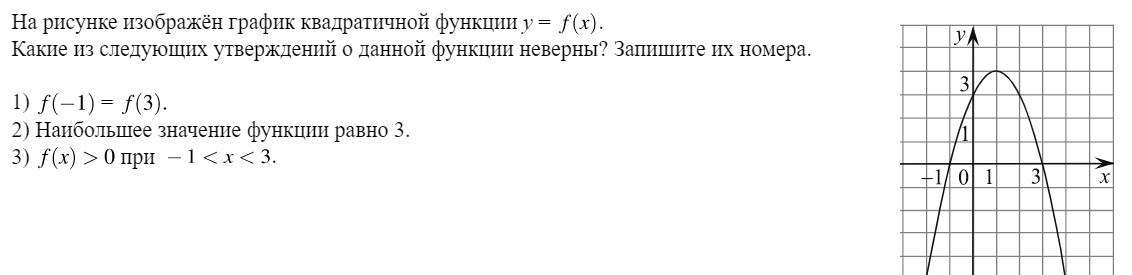 На рисунке изображён график квадратичной функции y = f(x).
Какие из следующих утверждений о данной функции неверны? Запишите их номера.
1) f(−1) = f(3).
2) Наибольшее значение функции равно 3.
3) f(x) > 0 при −1 < x < 3.
y
3
1
−1 0 1 3 x